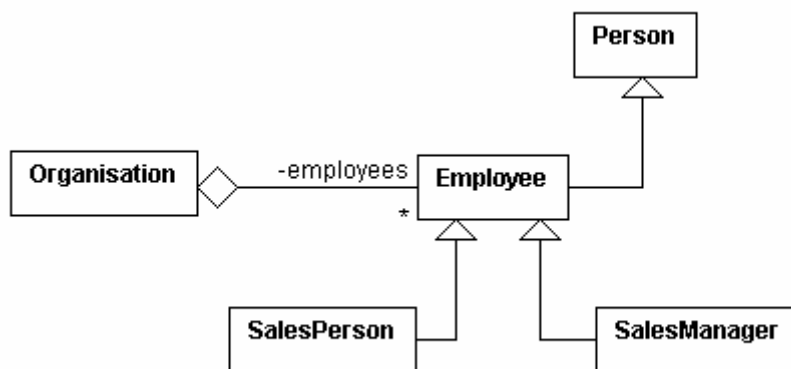 Person
Organisation
-employees
Employee
*
SalesPerson
SalesManager